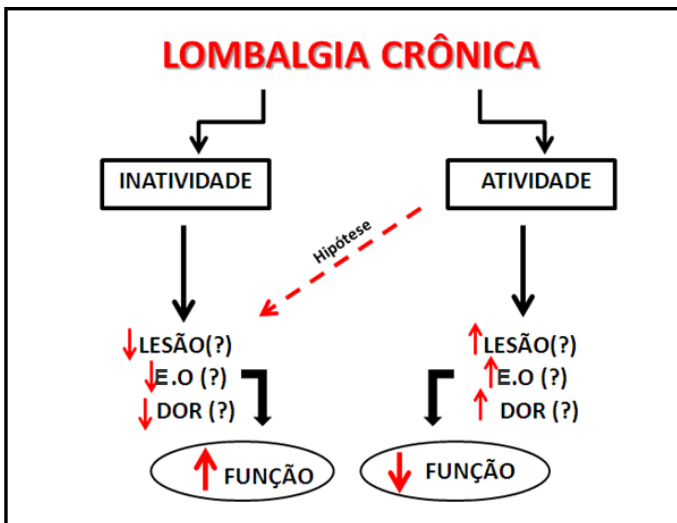 LOMBALGIA CRÔNICA
INATIVIDADE
ATIVIDADE
Hipótese
↓LESÃO(?)
↓E.O (?)
↓ DOR (?)
↑LESÃO(?)
↑E.O (?)
↑ DOR (?)
↑ FUNÇÃO
↓ FUNÇÃO